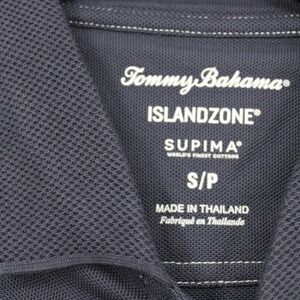 Tommy Bahama®
ISLANDZONE®
SUPIMA®
WORLD'S FINEST COTTONS
S/P
MADE IN THAILAND
Fabriqué en Thaïlande